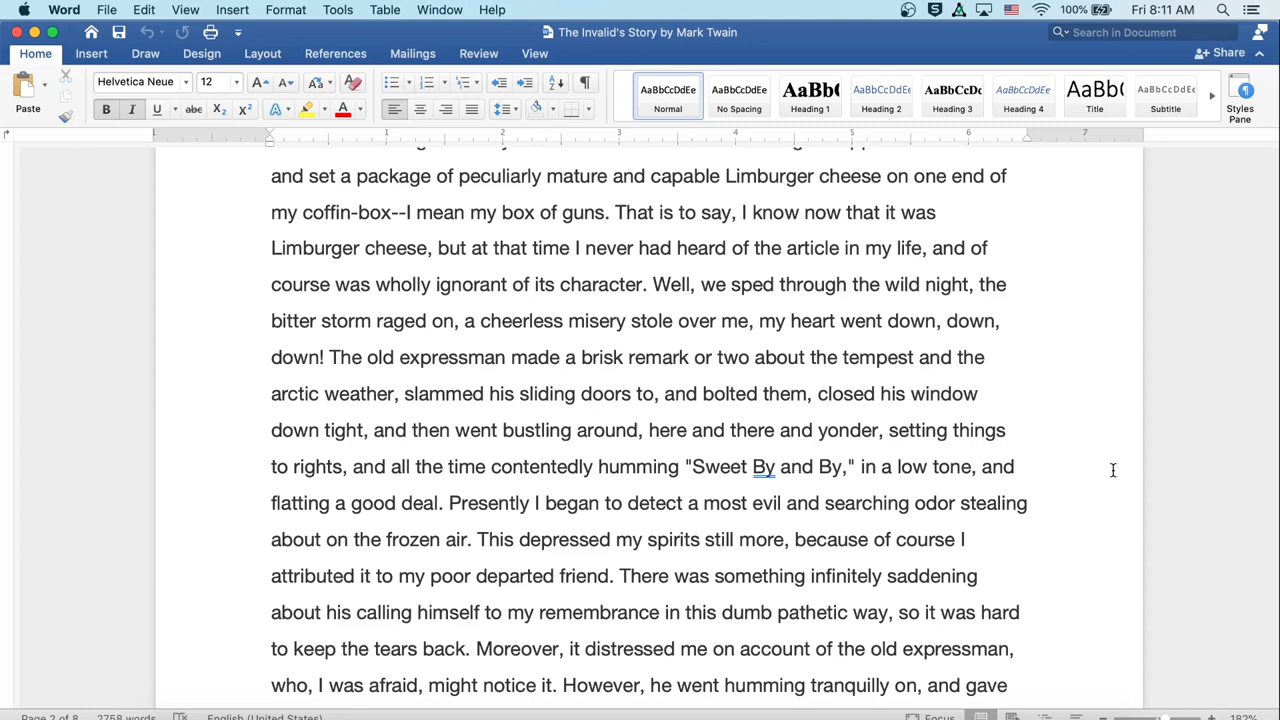 Word File Edit View Insert Format Tools Table Window Help 100% Fri 8:11 AM
The Invalid's Story by Mark Twain Search in Document
Home Insert Draw Design Layout References Mailings Review View Share
Paste Helvetica Neue 12
AaBbCcDdEe AaBbCcDdEe AaBbC AaBbCcDdEe AaBbCcDc AaBbCcDdEe AaBbC AaBbCcDdEe
Normal No Spacing Heading 1 Heading 2 Heading 3 Heading 4 Title Subtitle Styles Pane
B I U abc X₂ X²
1 1 2 3 4 5 6 7
and set a package of peculiarly mature and capable Limburger cheese on one end of
my coffin-box--I mean my box of guns. That is to say, I know now that it was
Limburger cheese, but at that time I never had heard of the article in my life, and of
course was wholly ignorant of its character. Well, we sped through the wild night, the
bitter storm raged on, a cheerless misery stole over me, my heart went down, down,
down! The old expressman made a brisk remark or two about the tempest and the
arctic weather, slammed his sliding doors to, and bolted them, closed his window
down tight, and then went bustling around, here and there and yonder, setting things
to rights, and all the time contentedly humming "Sweet By and By," in a low tone, and
flatting a good deal. Presently I began to detect a most evil and searching odor stealing
about on the frozen air. This depressed my spirits still more, because of course I
attributed it to my poor departed friend. There was something infinitely saddening
about his calling himself to my remembrance in this dumb pathetic way, so it was hard
to keep the tears back. Moreover, it distressed me on account of the old expressman,
who, I was afraid, might notice it. However, he went humming tranquilly on, and gave
Page 2 of 8 2758 words English (United States) Focus 182%